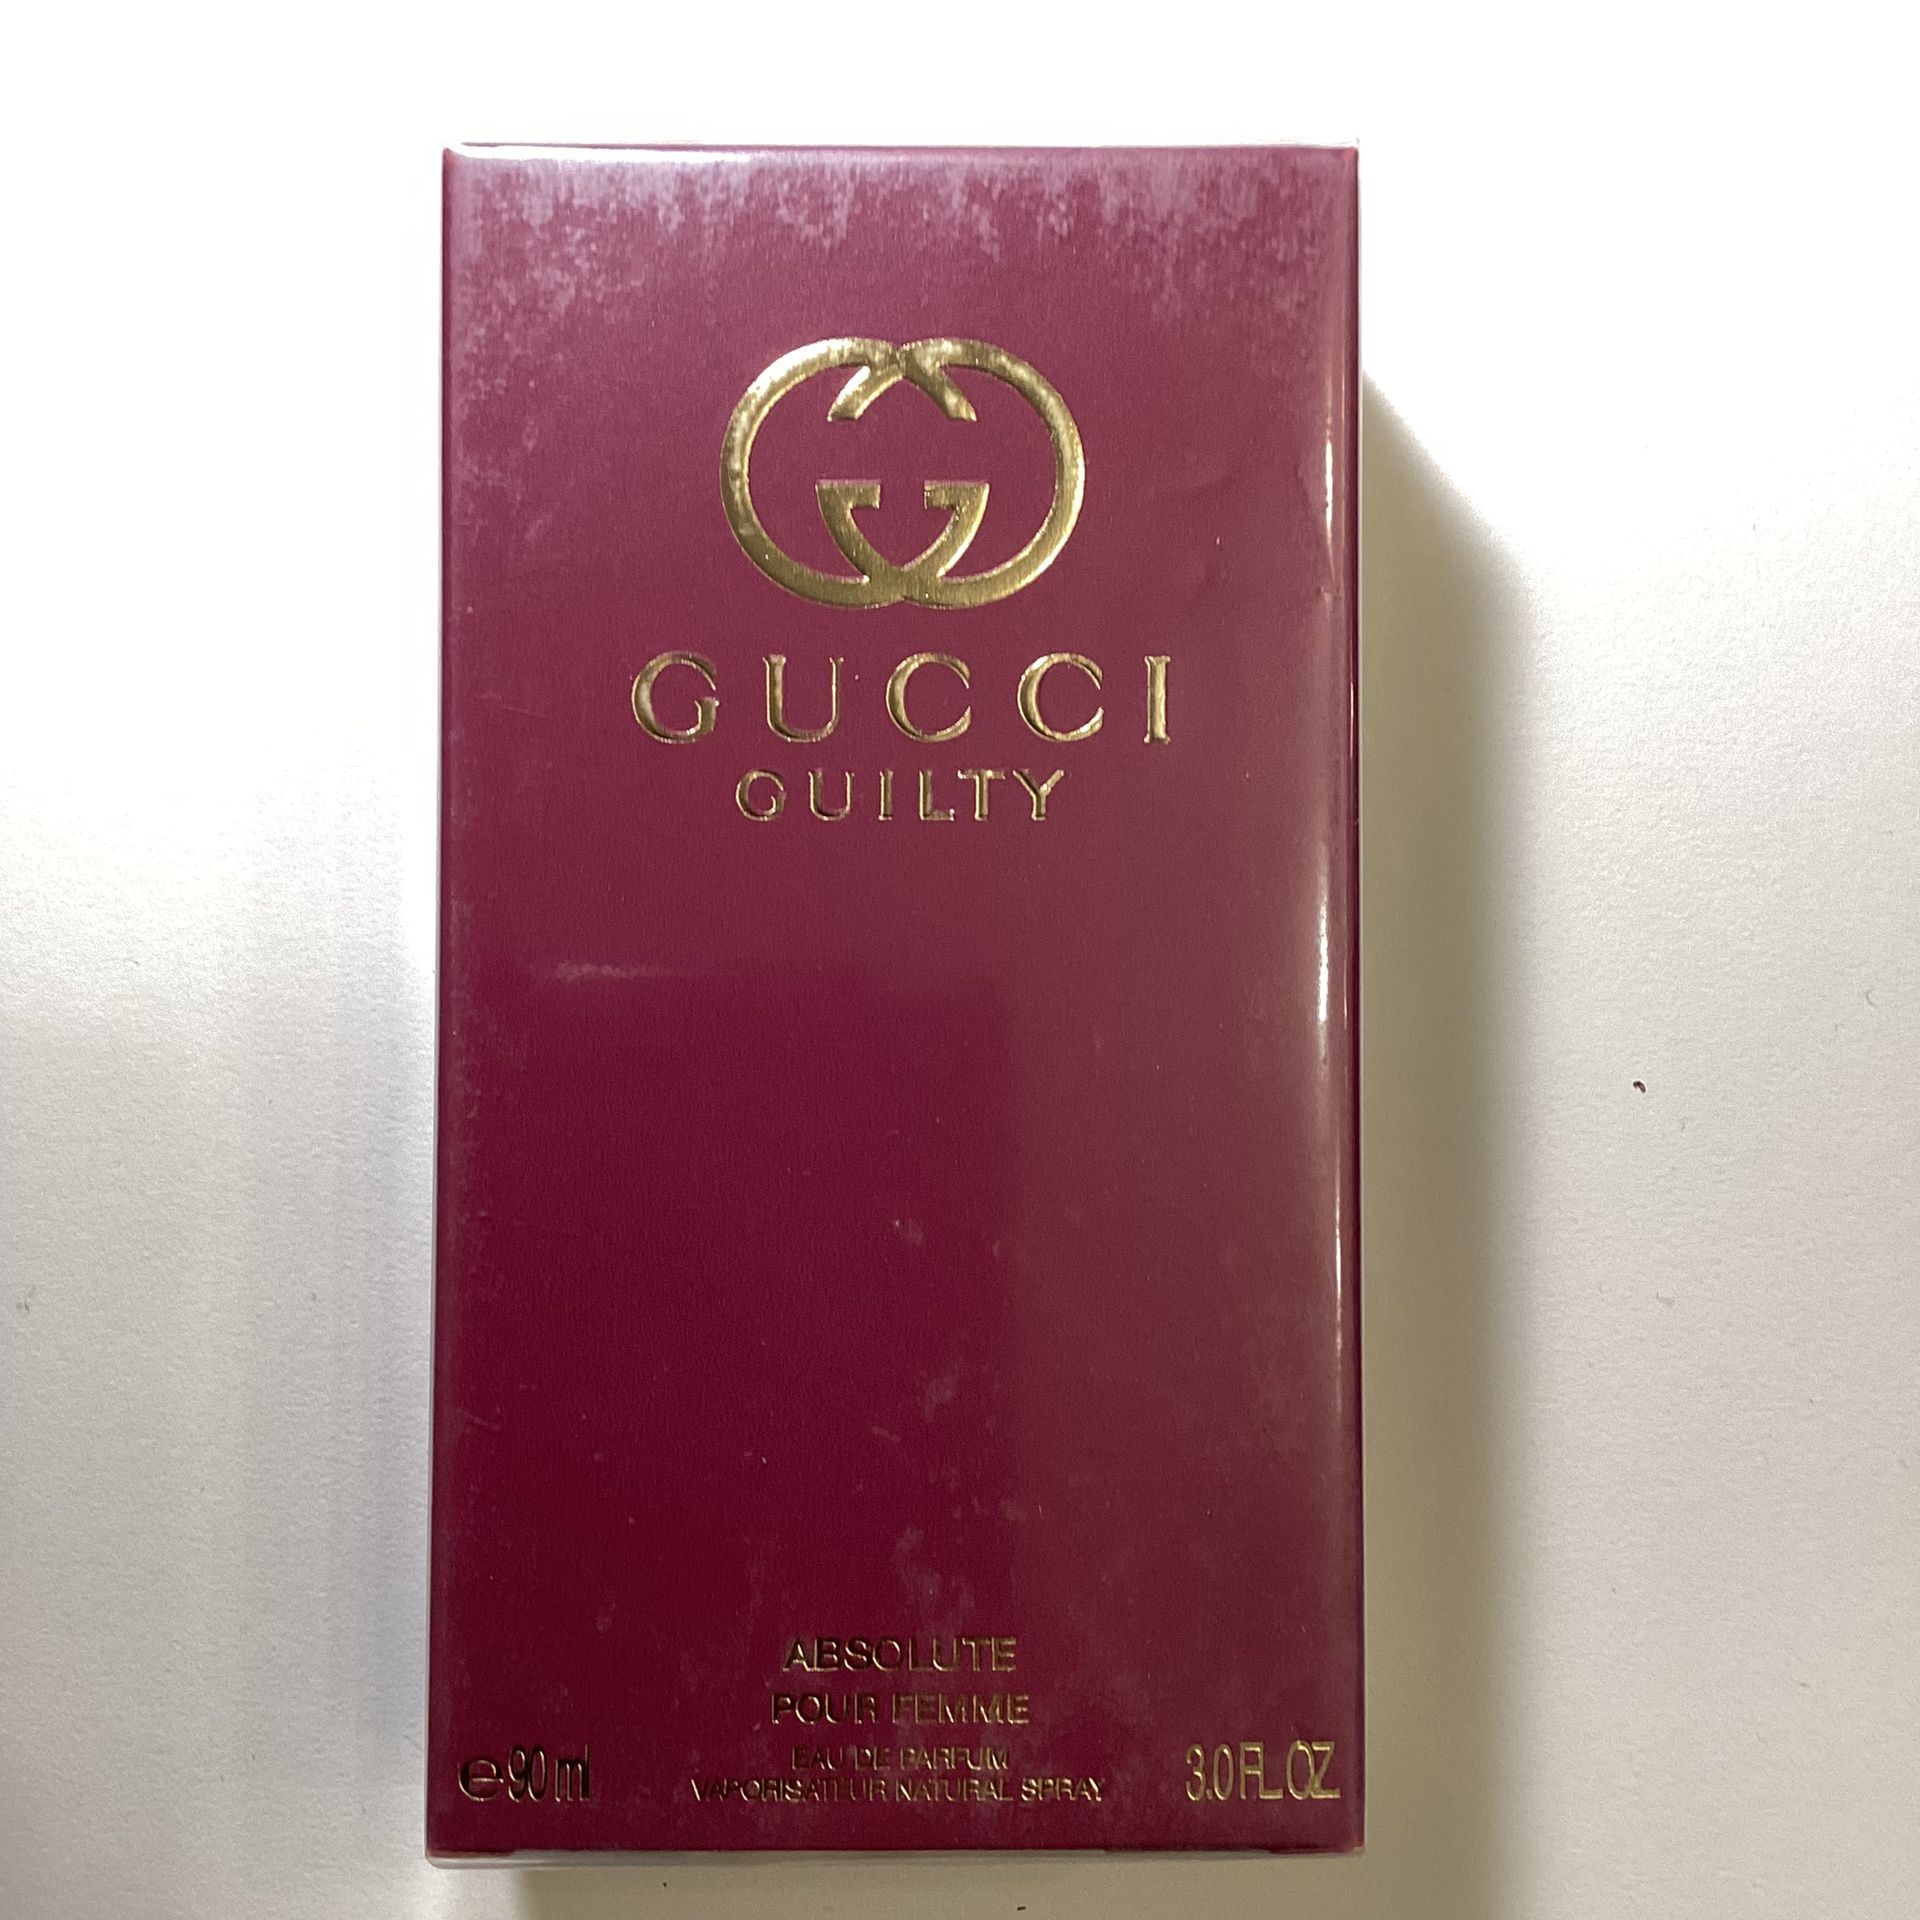 GUCCI
GUILTY
ABSOLUTE
POUR FEMME
EAU DE PARFUM
VAPORISATEUR NATURAL SPRAY
℮90 ml
3.0 FL.OZ